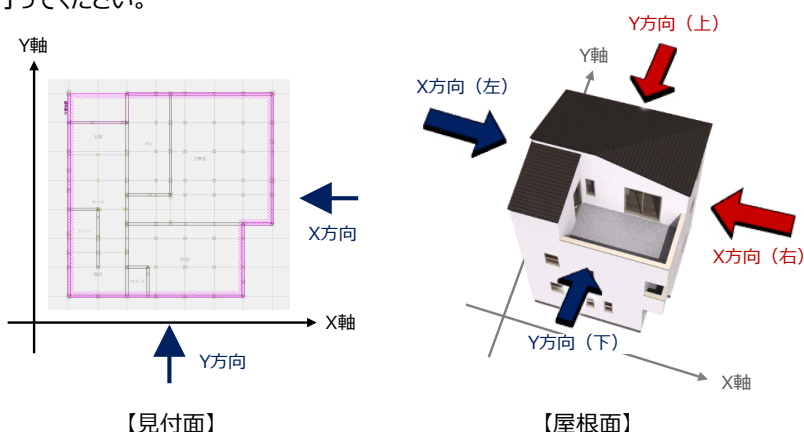 行ってください。
Y軸
X方向
X軸
Y方向
【見付面】
Y方向（上）
Y軸
X方向（左）
X方向（右）
Y方向（下）
X軸
【屋根面】